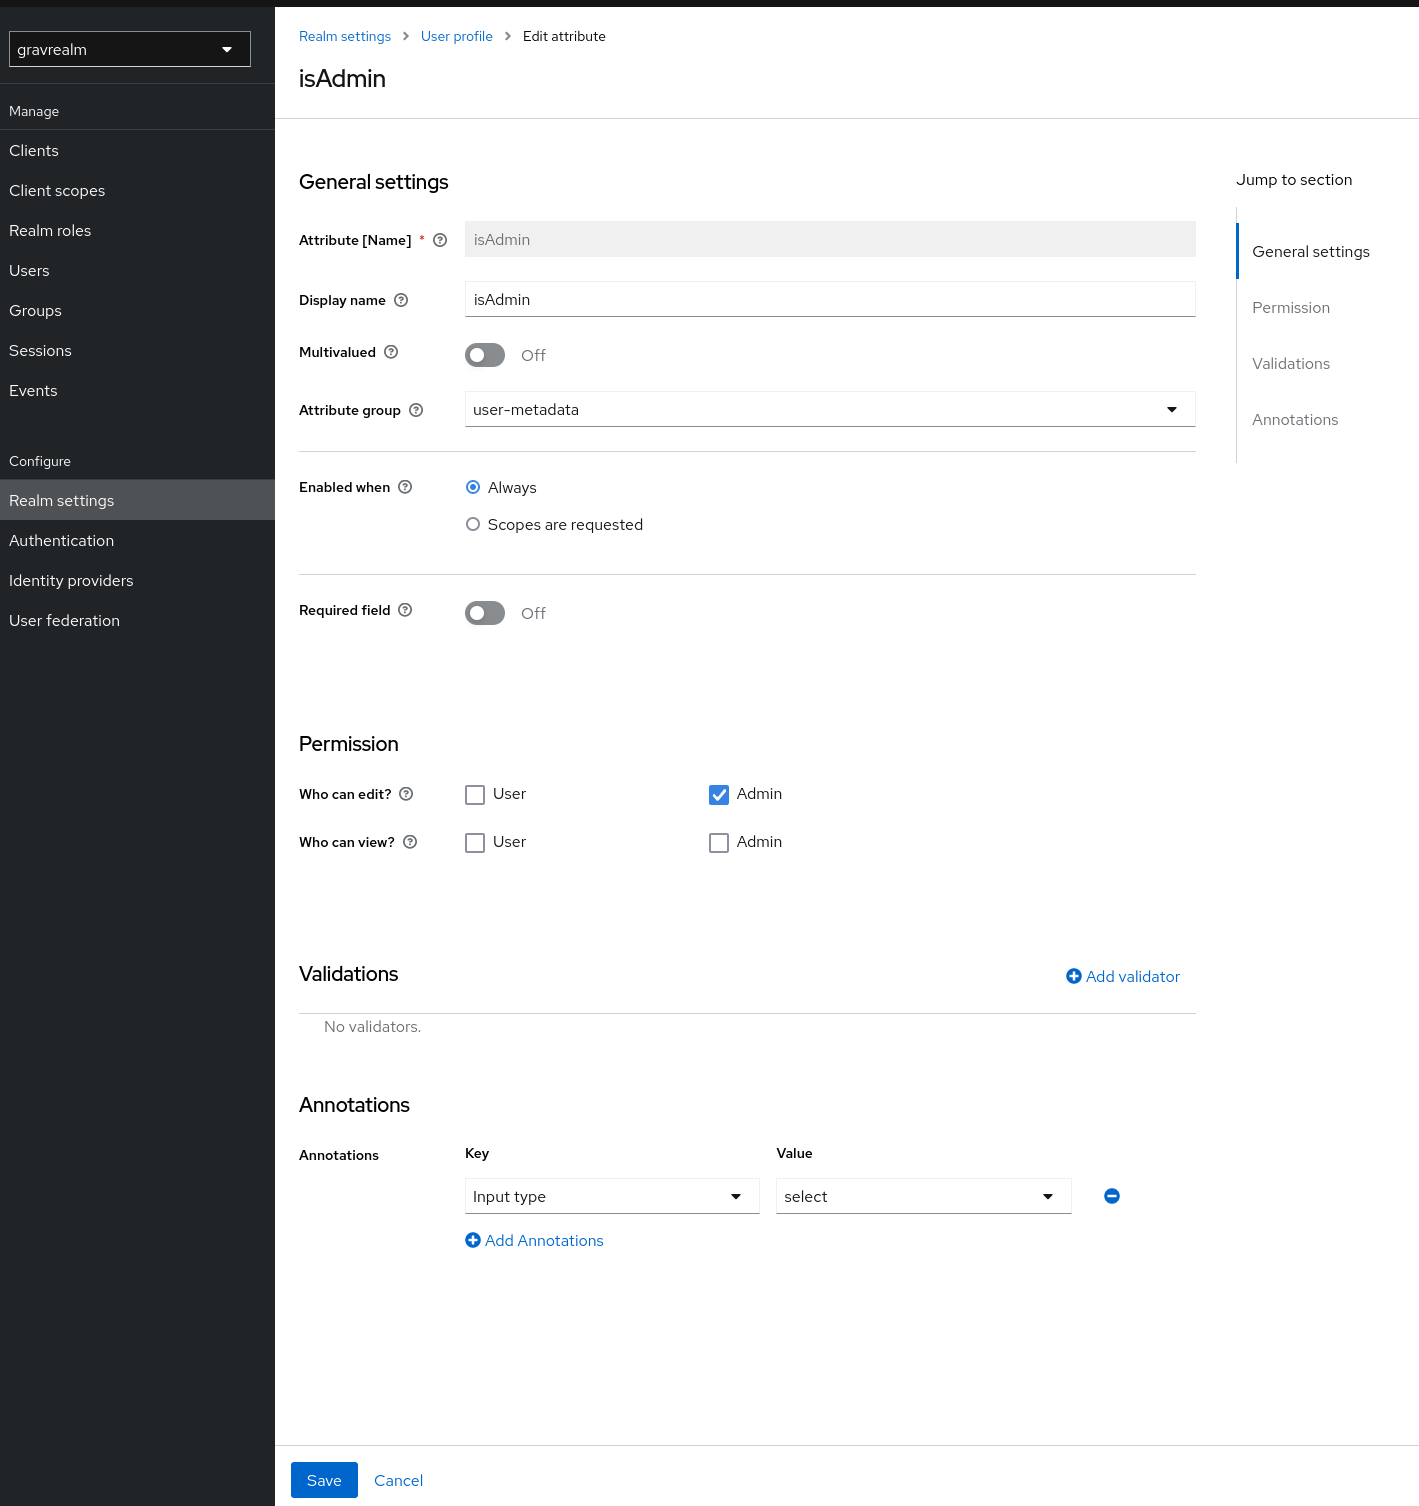 gravrealm
Manage
Clients
Client scopes
Realm roles
Users
Groups
Sessions
Events
Configure
Realm settings
Authentication
Identity providers
User federation
Realm settings > User profile > Edit attribute
isAdmin
General settings
Attribute [Name] * isAdmin
Display name isAdmin
Multivalued Off
Attribute group user-metadata
Enabled when Always
Scopes are requested
Required field Off
Permission
Who can edit? User Admin
Who can view? User Admin
Validations Add validator
No validators.
Annotations
Annotations Key Value
Input type select
Add Annotations
Save Cancel
Jump to section
General settings
Permission
Validations
Annotations